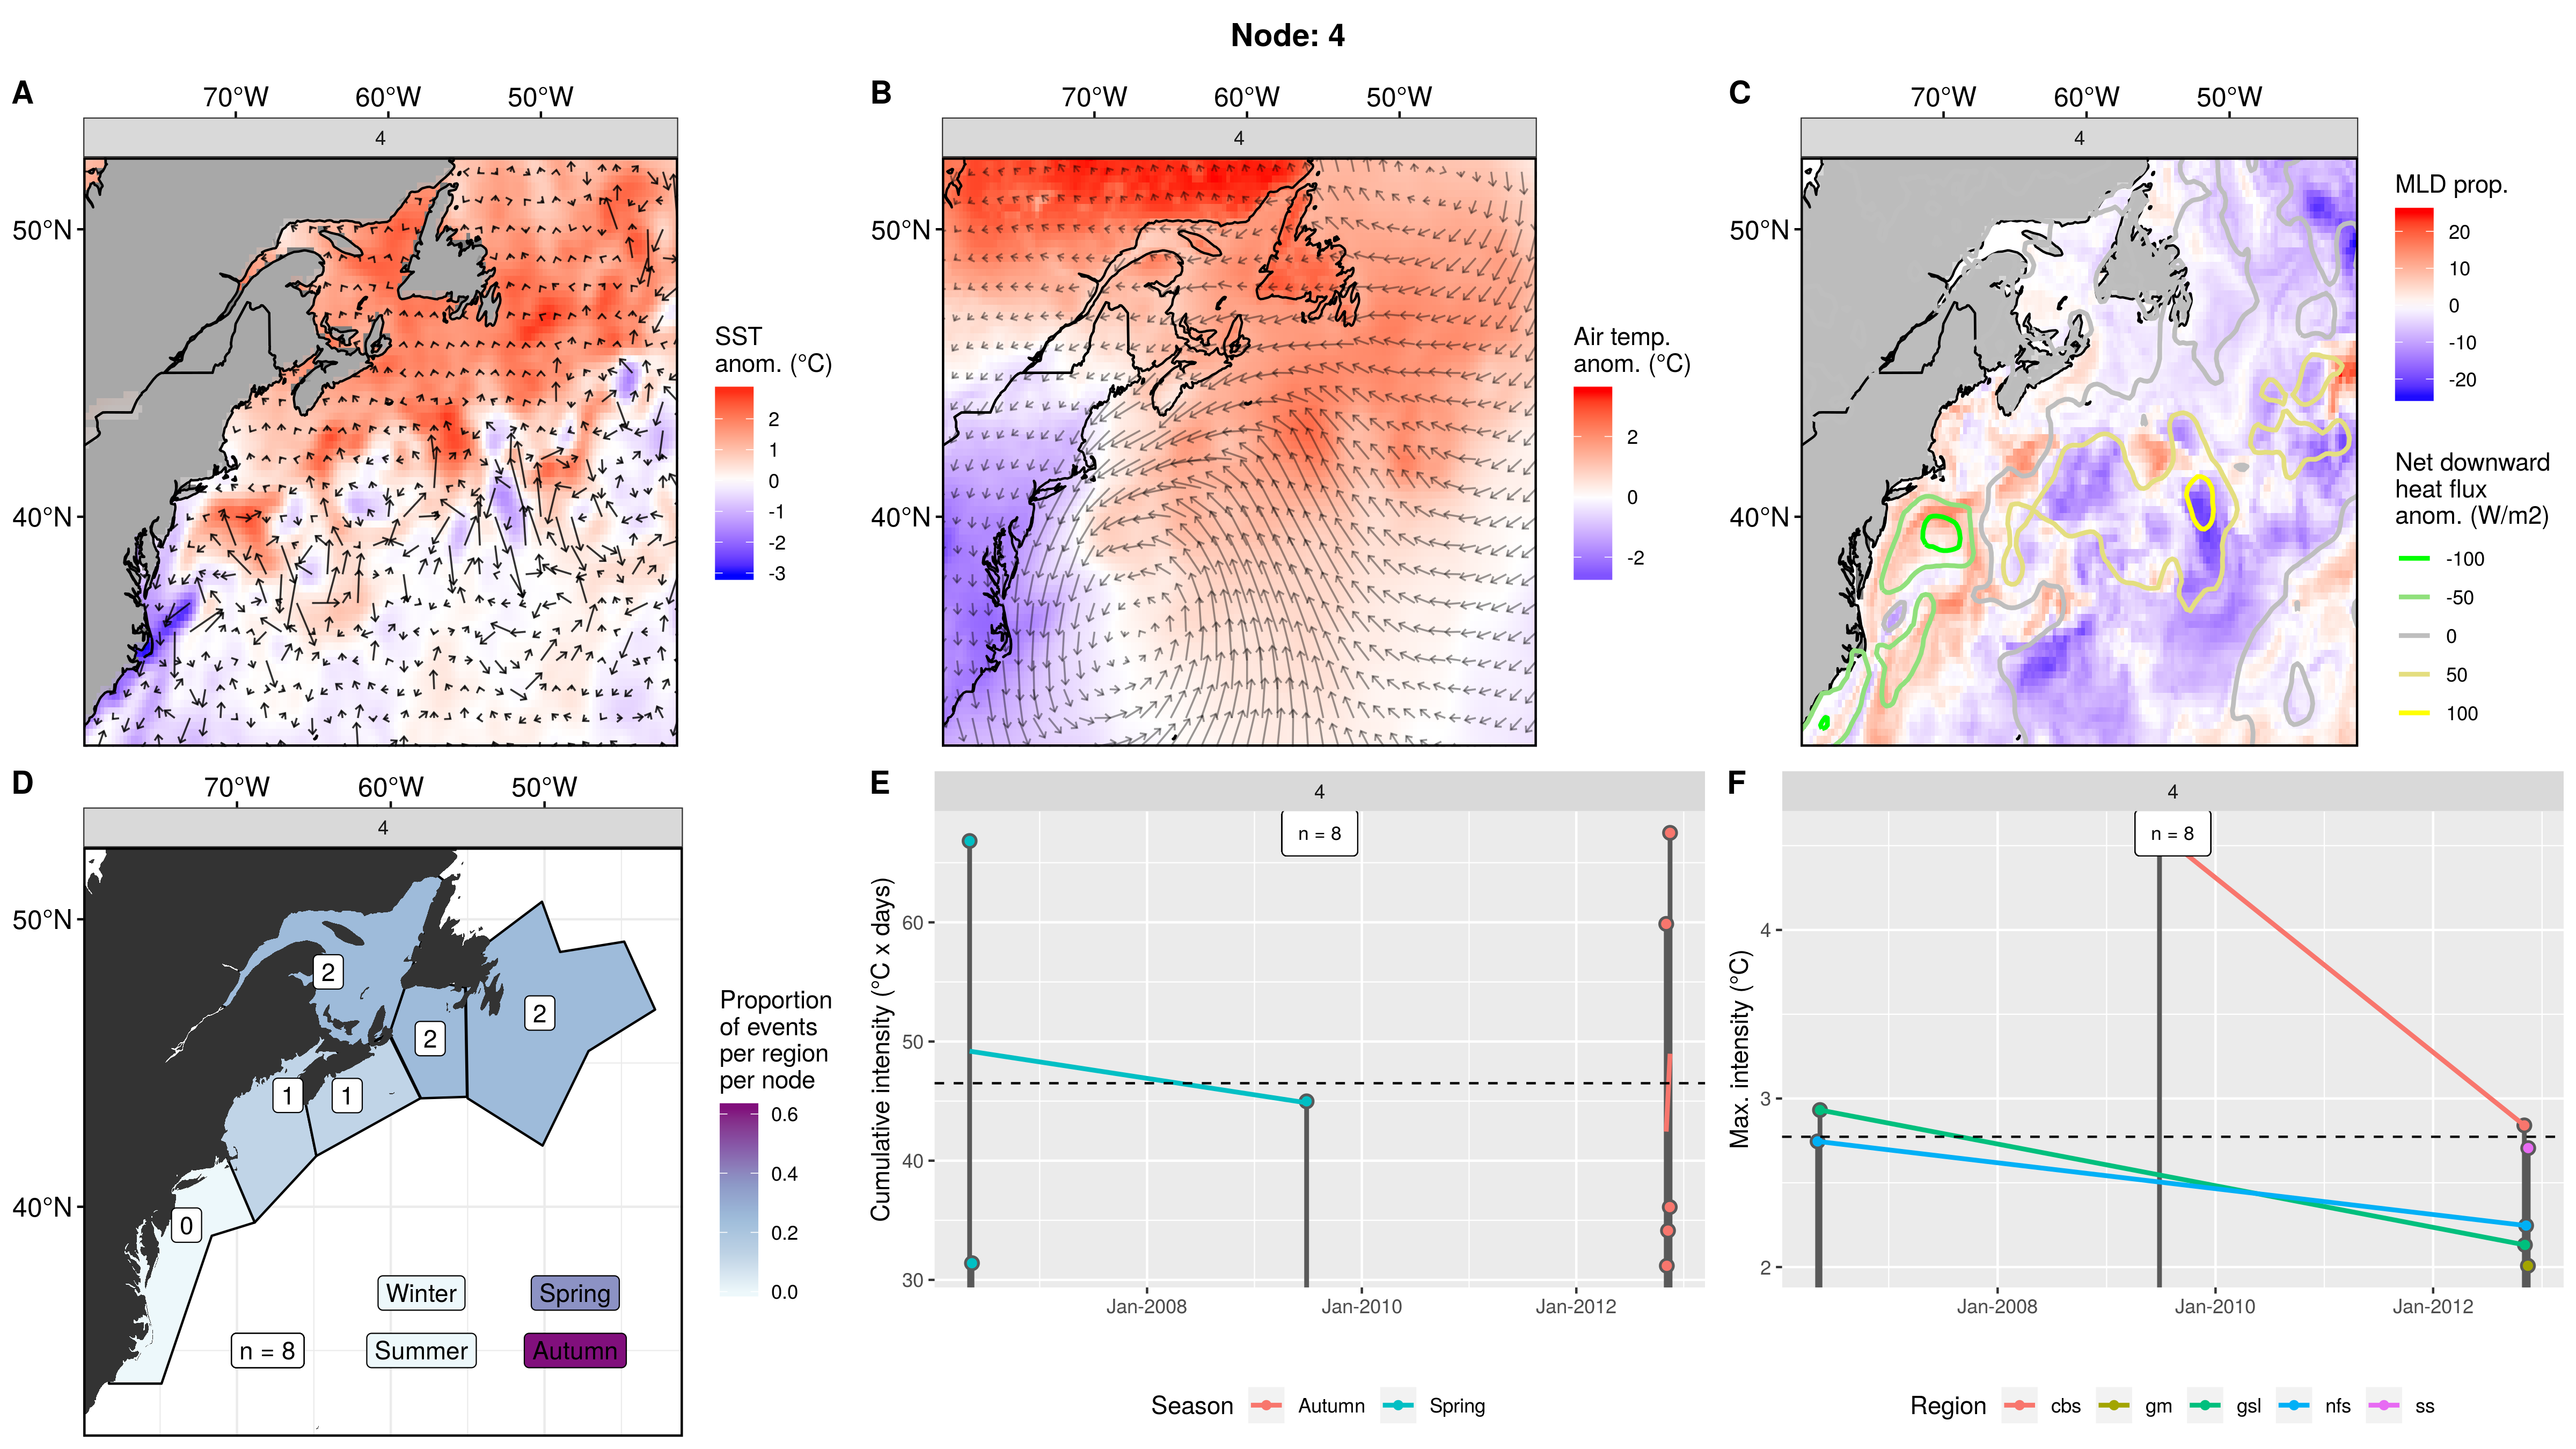 Node: 4
A
70°W 60°W 50°W
4
50°N
40°N
SST
anom. (°C)
2
1
0
-1
-2
-3
B
70°W 60°W 50°W
4
50°N
40°N
Air temp.
anom. (°C)
2
0
-2
C
70°W 60°W 50°W
4
50°N
40°N
MLD prop.
20
10
0
-10
-20
Net downward
heat flux
anom. (W/m2)
-100
-50
0
50
100
D
70°W 60°W 50°W
4
50°N
40°N
2
2
2
1
1
0
Winter
Spring
n = 8
Summer
Autumn
Proportion
of events
per region
per node
0.6
0.4
0.2
0.0
E
4
n = 8
Cumulative intensity (°C x days)
60
50
40
30
Jan-2008 Jan-2010 Jan-2012
Season Autumn Spring
F
4
n = 8
Max. intensity (°C)
4
3
2
Jan-2008 Jan-2010 Jan-2012
Region cbs gm gsl nfs ss